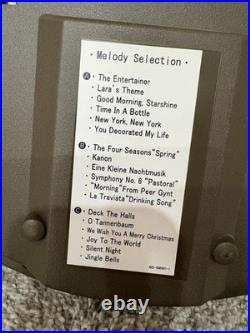 · Melody Selection ·
A · The Entertainer
· Lara's Theme
· Good Morning, Starshine
· Time In A Bottle
· New York, New York
· You Decorated My Life
B · The Four Seasons"Spring"
· Kanon
· Eine Kleine Nachtmusik
· Symphony No. 6 "Pastoral"
· "Morning"From Peer Gynt
· La Traviata"Drinking Song"
C · Deck The Halls
· O Tannenbaum
· We Wish You A Merry Christmas
· Joy To The World
· Silent Night
· Jingle Bells